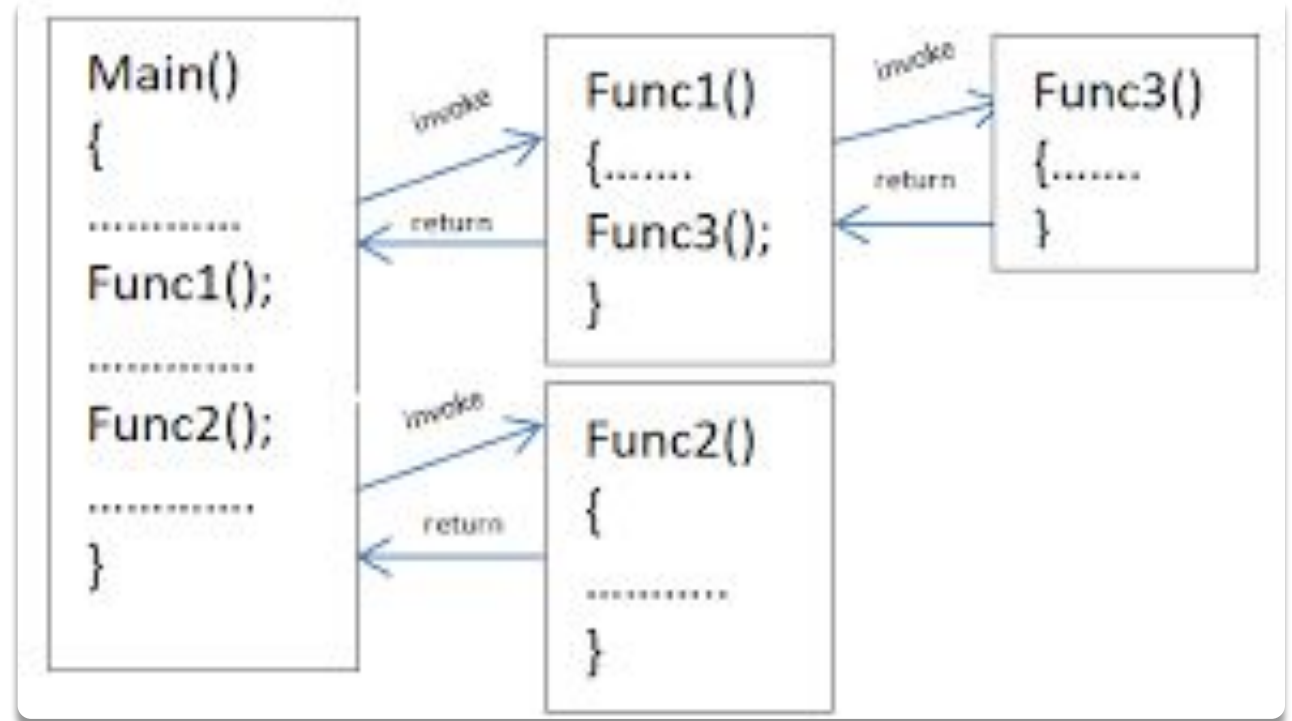 Main()
{
............
Func1();
.............
Func2();
.............
}
invoke
return
Func1()
{.......
Func3();
}
invoke
return
Func3()
{.......
}
invoke
return
Func2()
{
...........
}